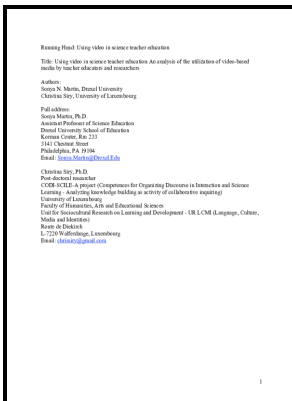 Running Head: Using video in science teacher education
Title: Using video in science teacher education An analysis of the utilization of video-based
media by teacher educators and researchers
Authors:
Sonya N. Martin, Drexel University
Christina Siry, University of Luxembourg
Full address:
Sonya Martin, Ph.D.
Assistant Professor of Science Education
Drexel University School of Education
Korman Center, Rm 233
3141 Chestnut Street
Philadelphia, PA 19104
Email: Sonya.Martin@Drexel.Edu
Christina Siry, Ph.D.
Post-doctoral researcher
CODI-SCILE-A project (Competences for Organizing Discourse in Interaction and Science
Learning - Analyzing knowledge building as activity of collaborative inquiring)
University of Luxembourg
Faculty of Humanities, Arts and Educational Sciences
Unit for Sociocultural Research on Learning and Development - UR LCMI (Language, Culture,
Media and Identities)
Route de Diekirch
L-7220 Walferdange, Luxembourg
Email: chrissiry@gmail.com
1